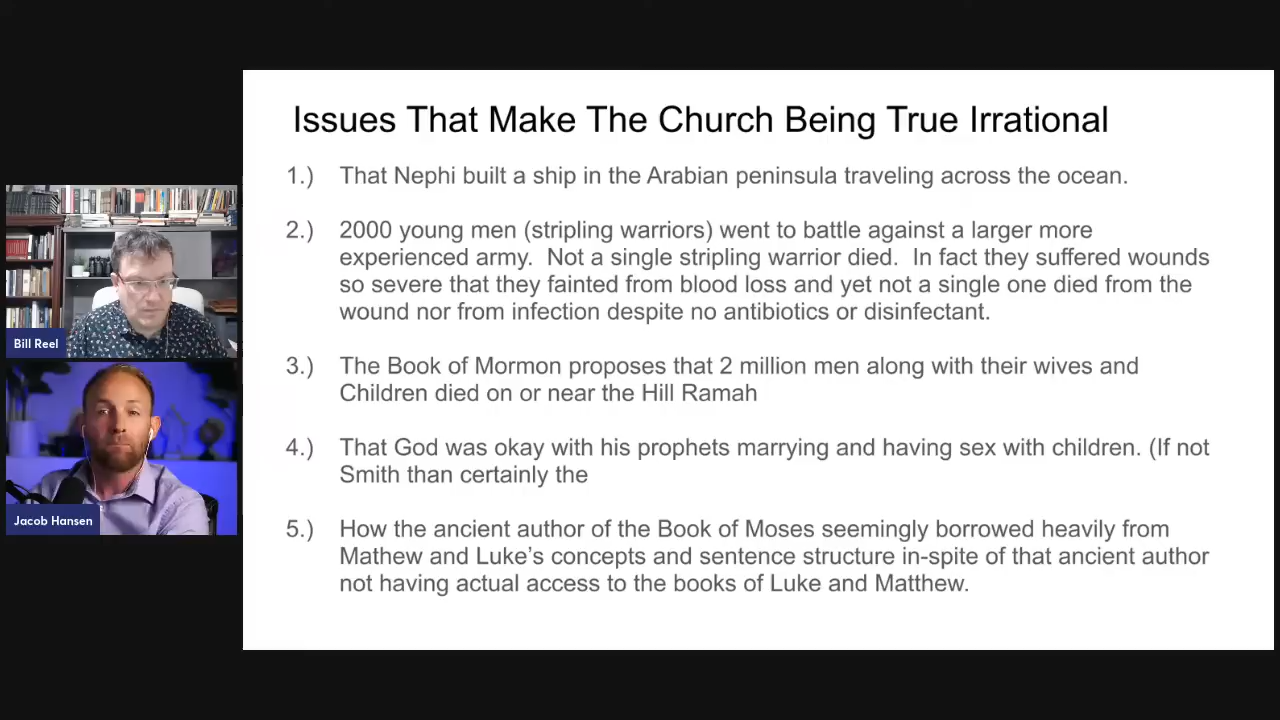 Issues That Make The Church Being True Irrational
1.) That Nephi built a ship in the Arabian peninsula traveling across the ocean.
2.) 2000 young men (stripling warriors) went to battle against a larger more
experienced army. Not a single stripling warrior died. In fact they suffered wounds
so severe that they fainted from blood loss and yet not a single one died from the
wound nor from infection despite no antibiotics or disinfectant.
3.) The Book of Mormon proposes that 2 million men along with their wives and
Children died on or near the Hill Ramah
4.) That God was okay with his prophets marrying and having sex with children. (If not
Smith than certainly the
5.) How the ancient author of the Book of Moses seemingly borrowed heavily from
Mathew and Luke's concepts and sentence structure in-spite of that ancient author
not having actual access to the books of Luke and Matthew.
Bill Reel
Jacob Hansen